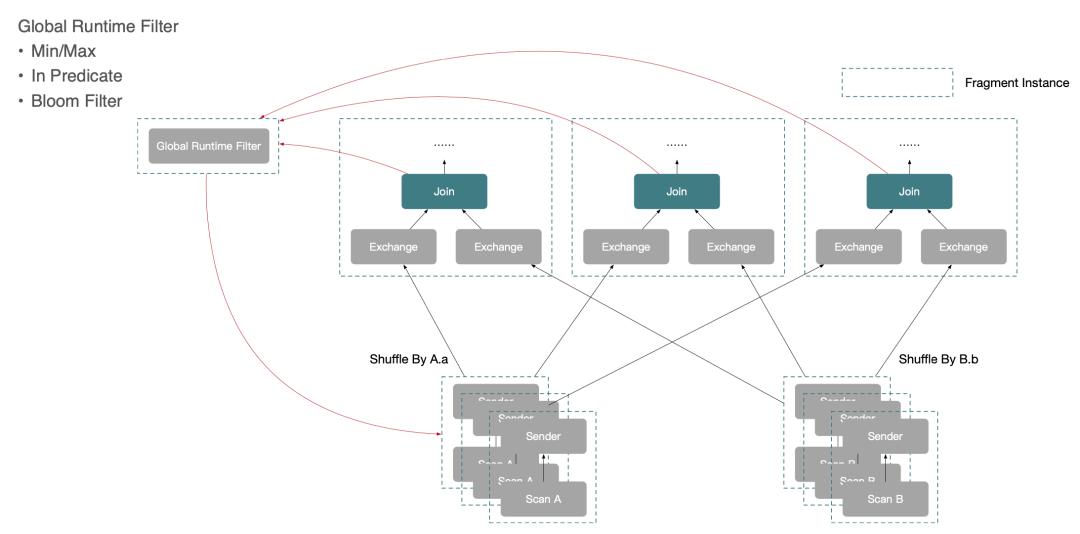 Global Runtime Filter
• Min/Max
• In Predicate
• Bloom Filter
Fragment Instance
Global Runtime Filter
......
......
......
Join
Join
Join
Exchange
Exchange
Exchange
Exchange
Exchange
Exchange
Shuffle By A.a
Shuffle By B.b
Sender
Sender
Sender
Scan A
Scan A
Scan A
Sender
Sender
Sender
Scan B
Scan B
Scan B